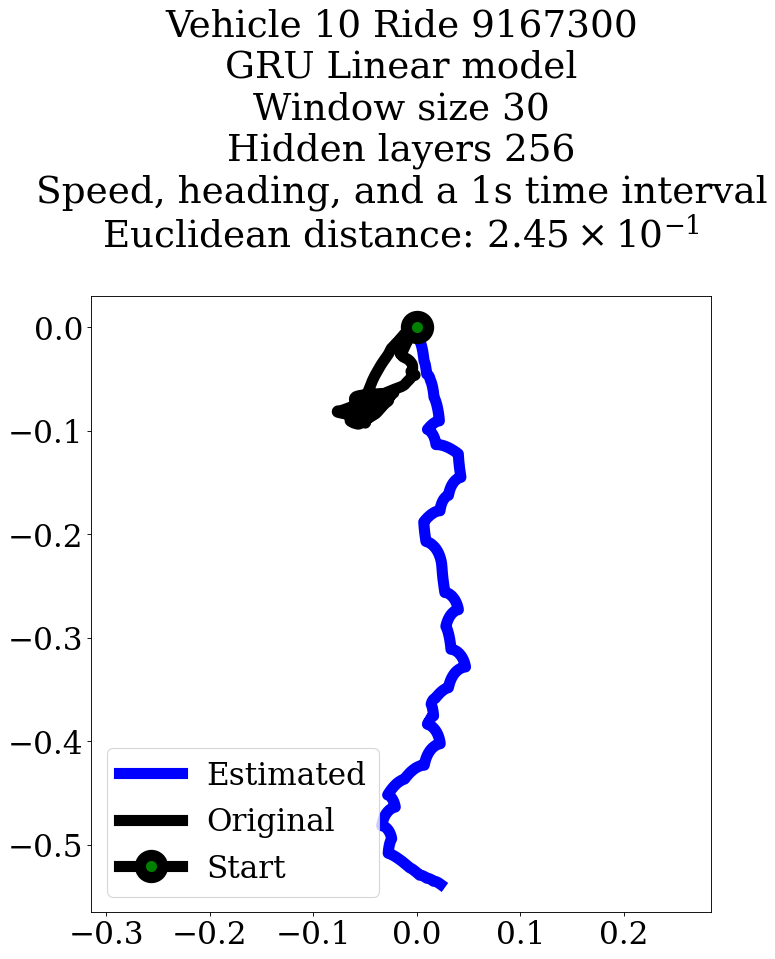 Vehicle 10 Ride 9167300
GRU Linear model
Window size 30
Hidden layers 256
Speed, heading, and a 1s time interval
Euclidean distance: 2.45 × 10⁻¹
0.0
−0.1
−0.2
−0.3
−0.4
−0.5
Estimated
Original
Start
−0.3 −0.2 −0.1 0.0 0.1 0.2